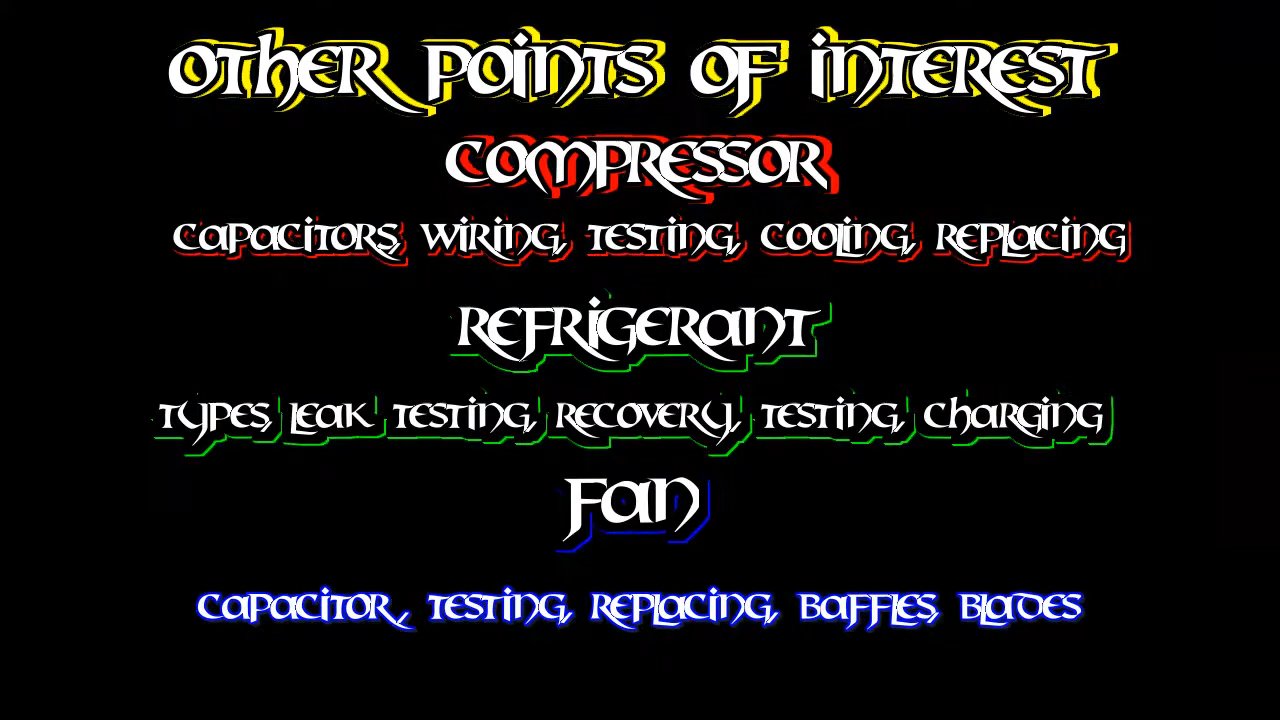 OTHER POINTS OF INTEREST
COMPRESSOR
CAPACITORS, WIRING, TESTING, COOLING, REPLACING
REFRIGERANT
TYPES, LEAK TESTING, RECOVERY, TESTING, CHARGING
FAN
CAPACITOR, TESTING, REPLACING, BAFFLES, BLADES